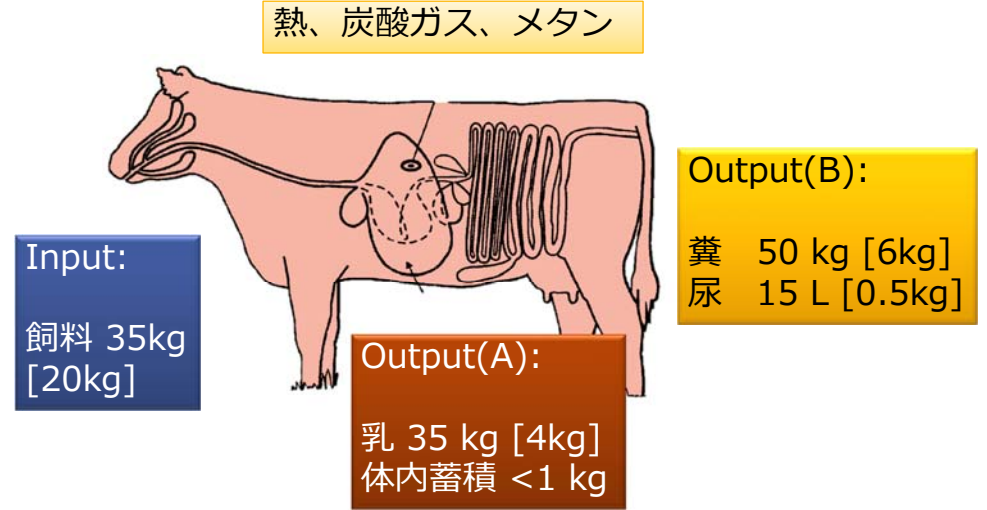 熱、炭酸ガス、メタン
Input:
飼料 35kg
[20kg]
Output(A):
乳 35 kg [4kg]
体内蓄積 <1 kg
Output(B):
糞　50 kg [6kg]
尿　15 L [0.5kg]